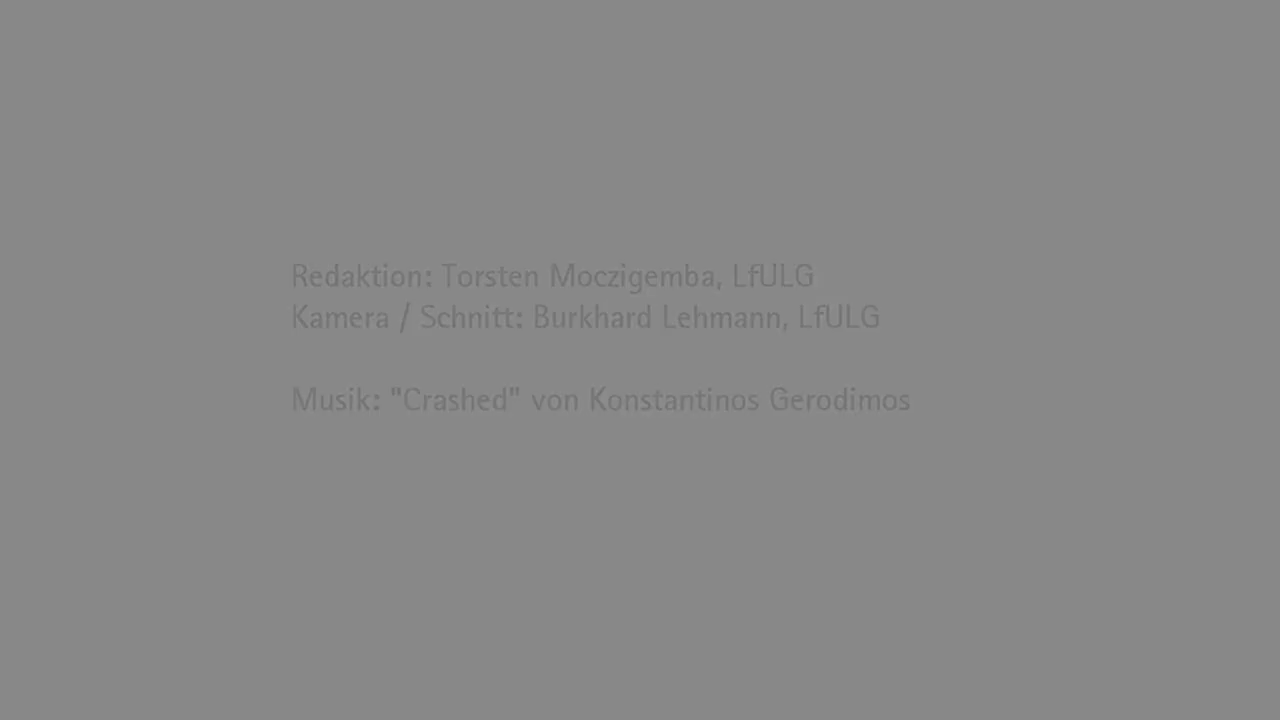 Redaktion: Torsten Moczigemba, LfULG
Kamera / Schnitt: Burkhard Lehmann, LfULG
Musik: "Crashed" von Konstantinos Gerodimos